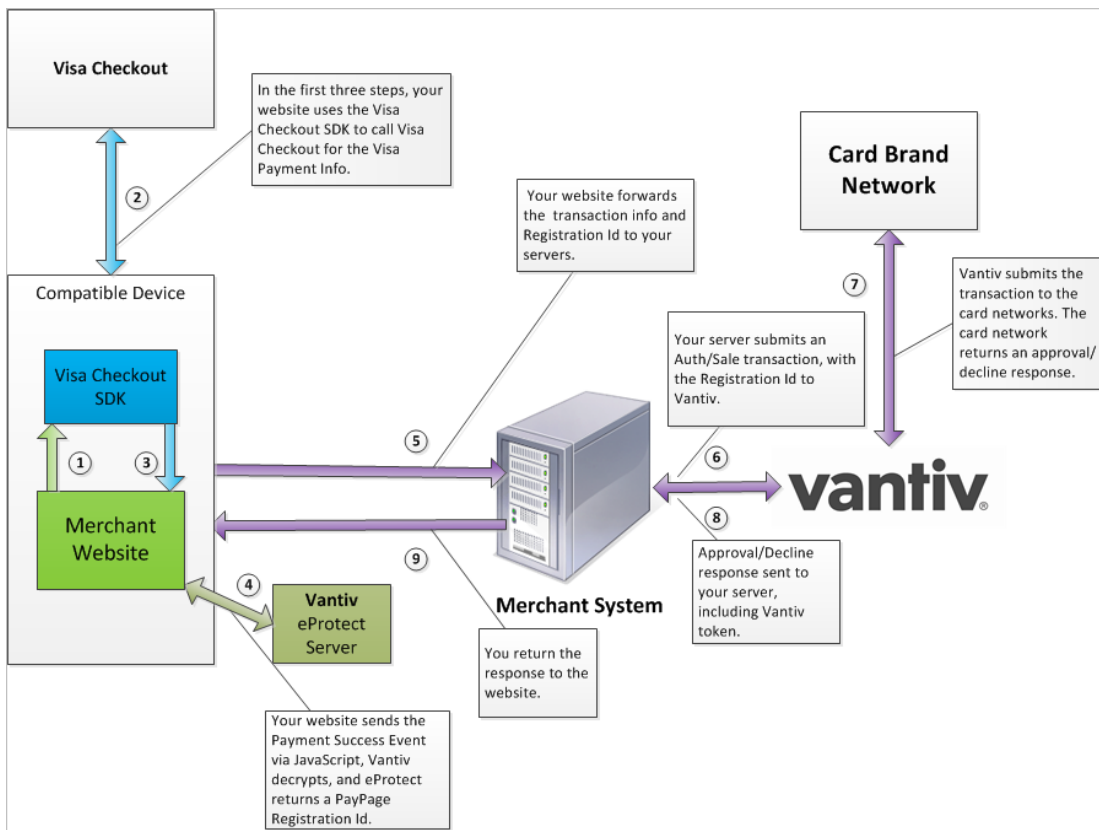 Visa Checkout
In the first three steps, your
website uses the Visa
Checkout SDK to call Visa
Checkout for the Visa
Payment Info.
2
Card Brand
Network
Your website forwards
the transaction info and
Registration Id to your
servers.
7
Vantiv submits the
transaction to the
card networks. The
card network
returns an approval/
decline response.
Compatible Device
Visa Checkout
SDK
1
3
Merchant
Website
Your server submits an
Auth/Sale transaction, with
the Registration Id to
Vantiv.
5
6
vantiv®
8
9
4
Vantiv
eProtect
Server
Merchant System
Approval/Decline
response sent to
your server,
including Vantiv
token.
You return the
response to the
website.
Your website sends the
Payment Success Event
via JavaScript, Vantiv
decrypts, and eProtect
returns a PayPage
Registration Id.